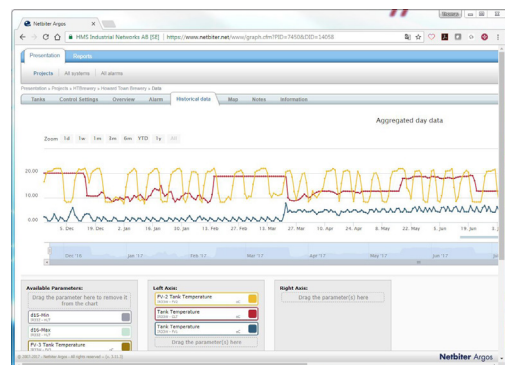 Netbiter Argos
HMS Industrial Networks AB [SE] | https://www.netbiter.net/www/graph.cfm?PID=7450&DID=14058
Presentation Reports
Projects All systems All alarms
Presentation » Projects » HTBrewery » Howard Town Brewery » Data
Tanks Control Settings Overview Alarm Historical data Map Notes Information
Aggregated day data
Zoom 1d 1w 1m 3m 6m YTD 1y All
20.00
10.00
0.00
5. Dec 19. Dec 2. Jan 16. Jan 30. Jan 13. Feb 27. Feb 13. Mar 27. Mar 10. Apr 24. Apr 8. May 22. May 5. Jun 19. Jun 3.
Dec '16 Jan '17 Feb '17 Mar '17 Apr '17 May '17 Jun
Available Parameters: Left Axis: Right Axis:
Drag the parameter here to remove it from the chart
d1S-Min
d1S-Max
FV-3 Tank Temperature
FV-2 Tank Temperature
Tank Temperature
Tank Temperature
Drag the parameter(s) here
Drag the parameter(s) here
Netbiter Argos